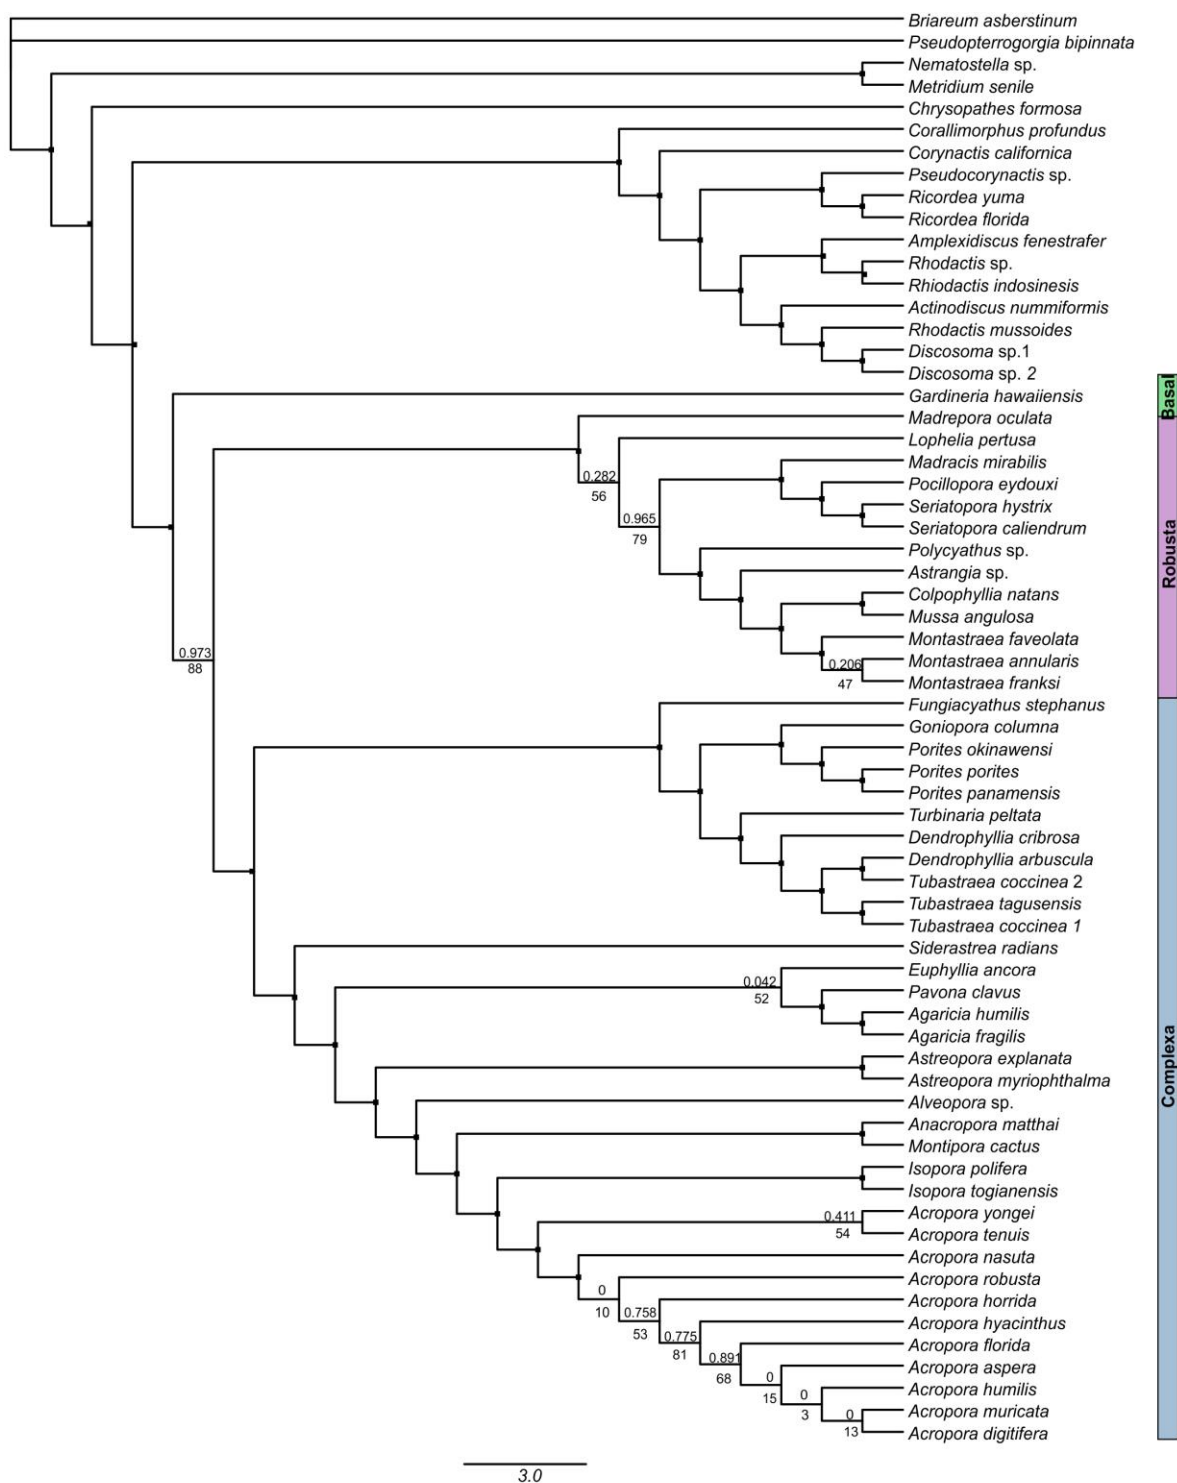 Briareum asberstinum
Pseudopterrogorgia bipinnata
Nematostella sp.
Metridium senile
Chrysopathes formosa
Corallimorphus profundus
Corynactis californica
Pseudocorynactis sp.
Ricordea yuma
Ricordea florida
Amplexidiscus fenestrafer
Rhodactis sp.
Rhiodactis indosinesis
Actinodiscus nummiformis
Rhodactis mussoides
Discosoma sp.1
Discosoma sp. 2
Gardineria hawaiiensis
Basal
Madrepora oculata
Lophelia pertusa
0.282
56
Madracis mirabilis
Pocillopora eydouxi
Seriatopora hystrix
0.965
79
Seriatopora caliendrum
Polycyathus sp.
Robusta
Astrangia sp.
Colpophyllia natans
Mussa angulosa
Montastraea faveolata
0.973
88
Montastraea annularis
0.206
47
Montastraea franksi
Fungiacyathus stephanus
Goniopora columna
Porites okinawensi
Porites porites
Porites panamensis
Turbinaria peltata
Dendrophyllia cribrosa
Dendrophyllia arbuscula
Tubastraea coccinea 2
Tubastraea tagusensis
Tubastraea coccinea 1
Siderastrea radians
Euphyllia ancora
0.042
52
Pavona clavus
Agaricia humilis
Agaricia fragilis
Complexa
Astreopora explanata
Astreopora myriophthalma
Alveopora sp.
Anacropora matthai
Montipora cactus
Isopora polifera
Isopora togianensis
Acropora yongei
0.411
54
Acropora tenuis
Acropora nasuta
Acropora robusta
0
10
Acropora horrida
0.758
53
Acropora hyacinthus
0.775
81
Acropora florida
0.891
68
Acropora aspera
0
15
Acropora humilis
0
3
Acropora muricata
0
13
Acropora digitifera
3.0